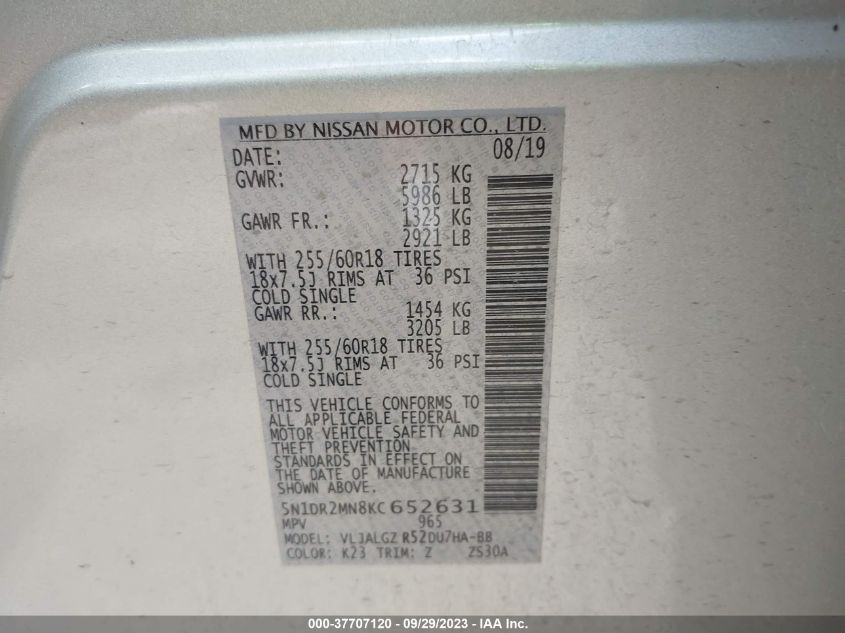 MFD BY NISSAN MOTOR CO., LTD.
DATE: 08/19
GVWR: 2715 KG
5986 LB
GAWR FR.: 1325 KG
2921 LB
WITH 255/60R18 TIRES
18x7.5J RIMS AT 36 PSI
COLD SINGLE
GAWR RR.: 1454 KG
3205 LB
WITH 255/60R18 TIRES
18x7.5J RIMS AT 36 PSI
COLD SINGLE
THIS VEHICLE CONFORMS TO
ALL APPLICABLE FEDERAL
MOTOR VEHICLE SAFETY AND
THEFT PREVENTION
STANDARDS IN EFFECT ON
THE DATE OF MANUFACTURE
SHOWN ABOVE.
5N1DR2MN8KC652631
MPV 965
MODEL: VLJALGZ R52DU7HA-BB
COLOR: K23 TRIM: Z ZS30A
000-37707120 - 09/29/2023 - IAA Inc.